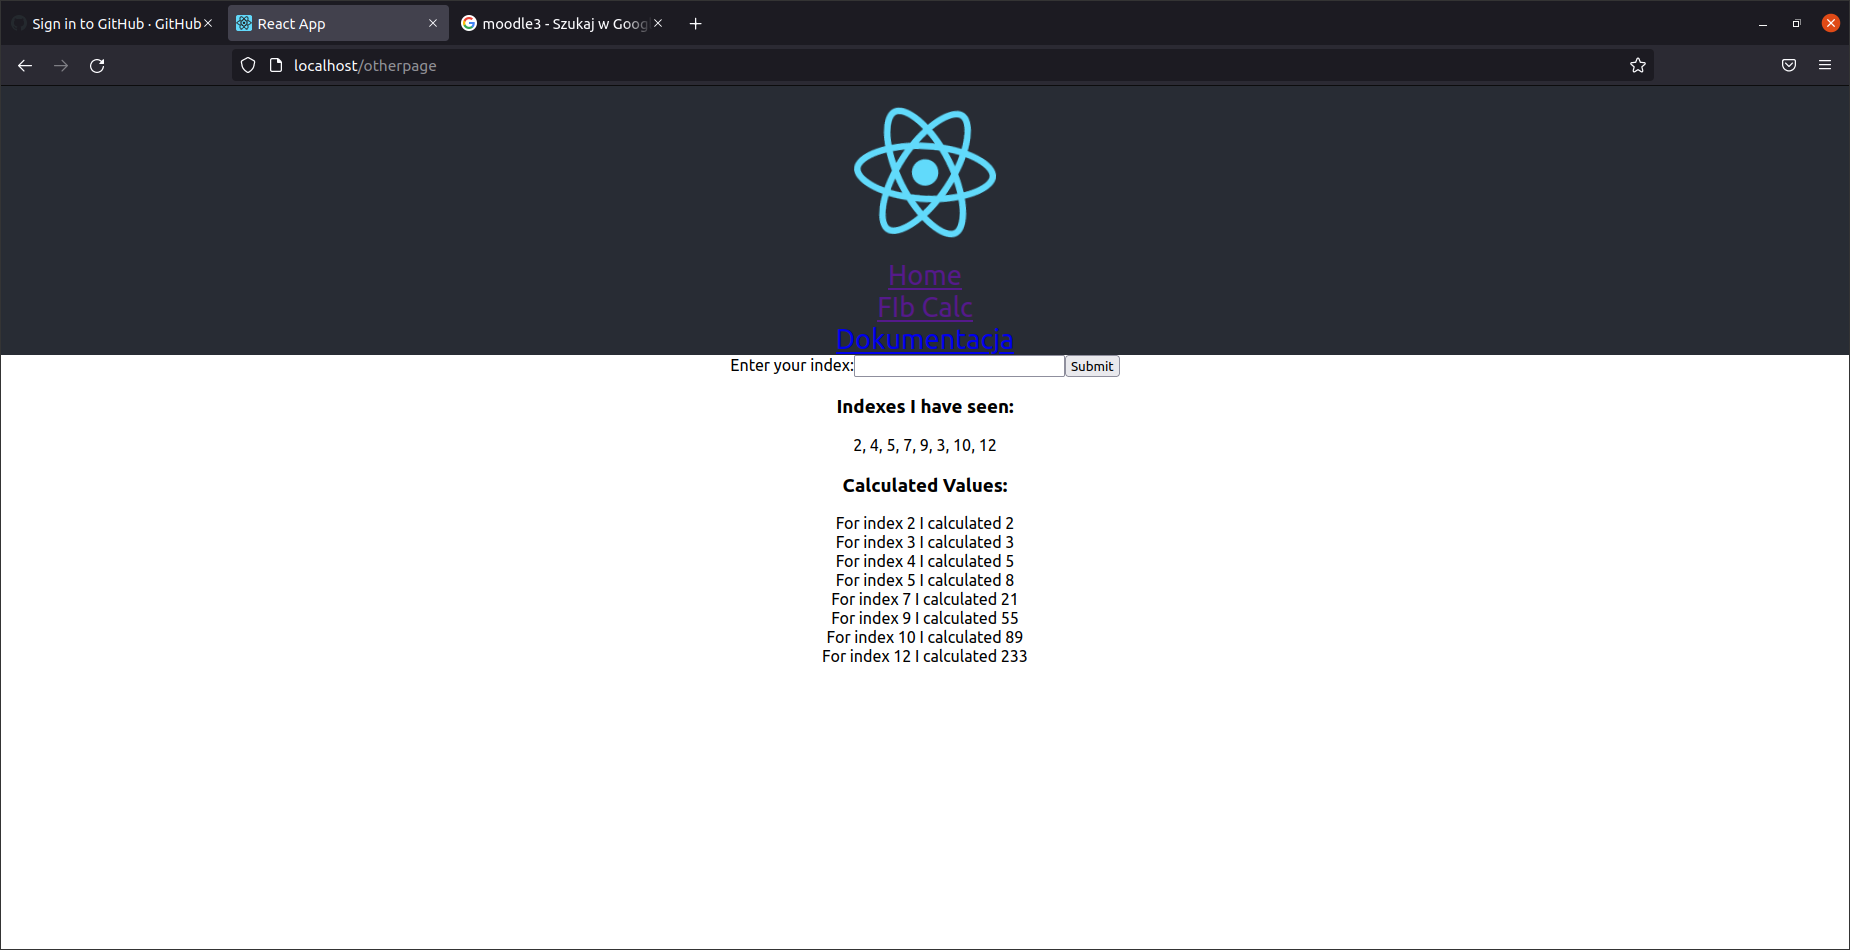 Sign in to GitHub · GitHub
React App
moodle3 - Szukaj w Goog
localhost/otherpage
Home
FIb Calc
Dokumentacja
Enter your index: Submit
Indexes I have seen:
2, 4, 5, 7, 9, 3, 10, 12
Calculated Values:
For index 2 I calculated 2
For index 3 I calculated 3
For index 4 I calculated 5
For index 5 I calculated 8
For index 7 I calculated 21
For index 9 I calculated 55
For index 10 I calculated 89
For index 12 I calculated 233